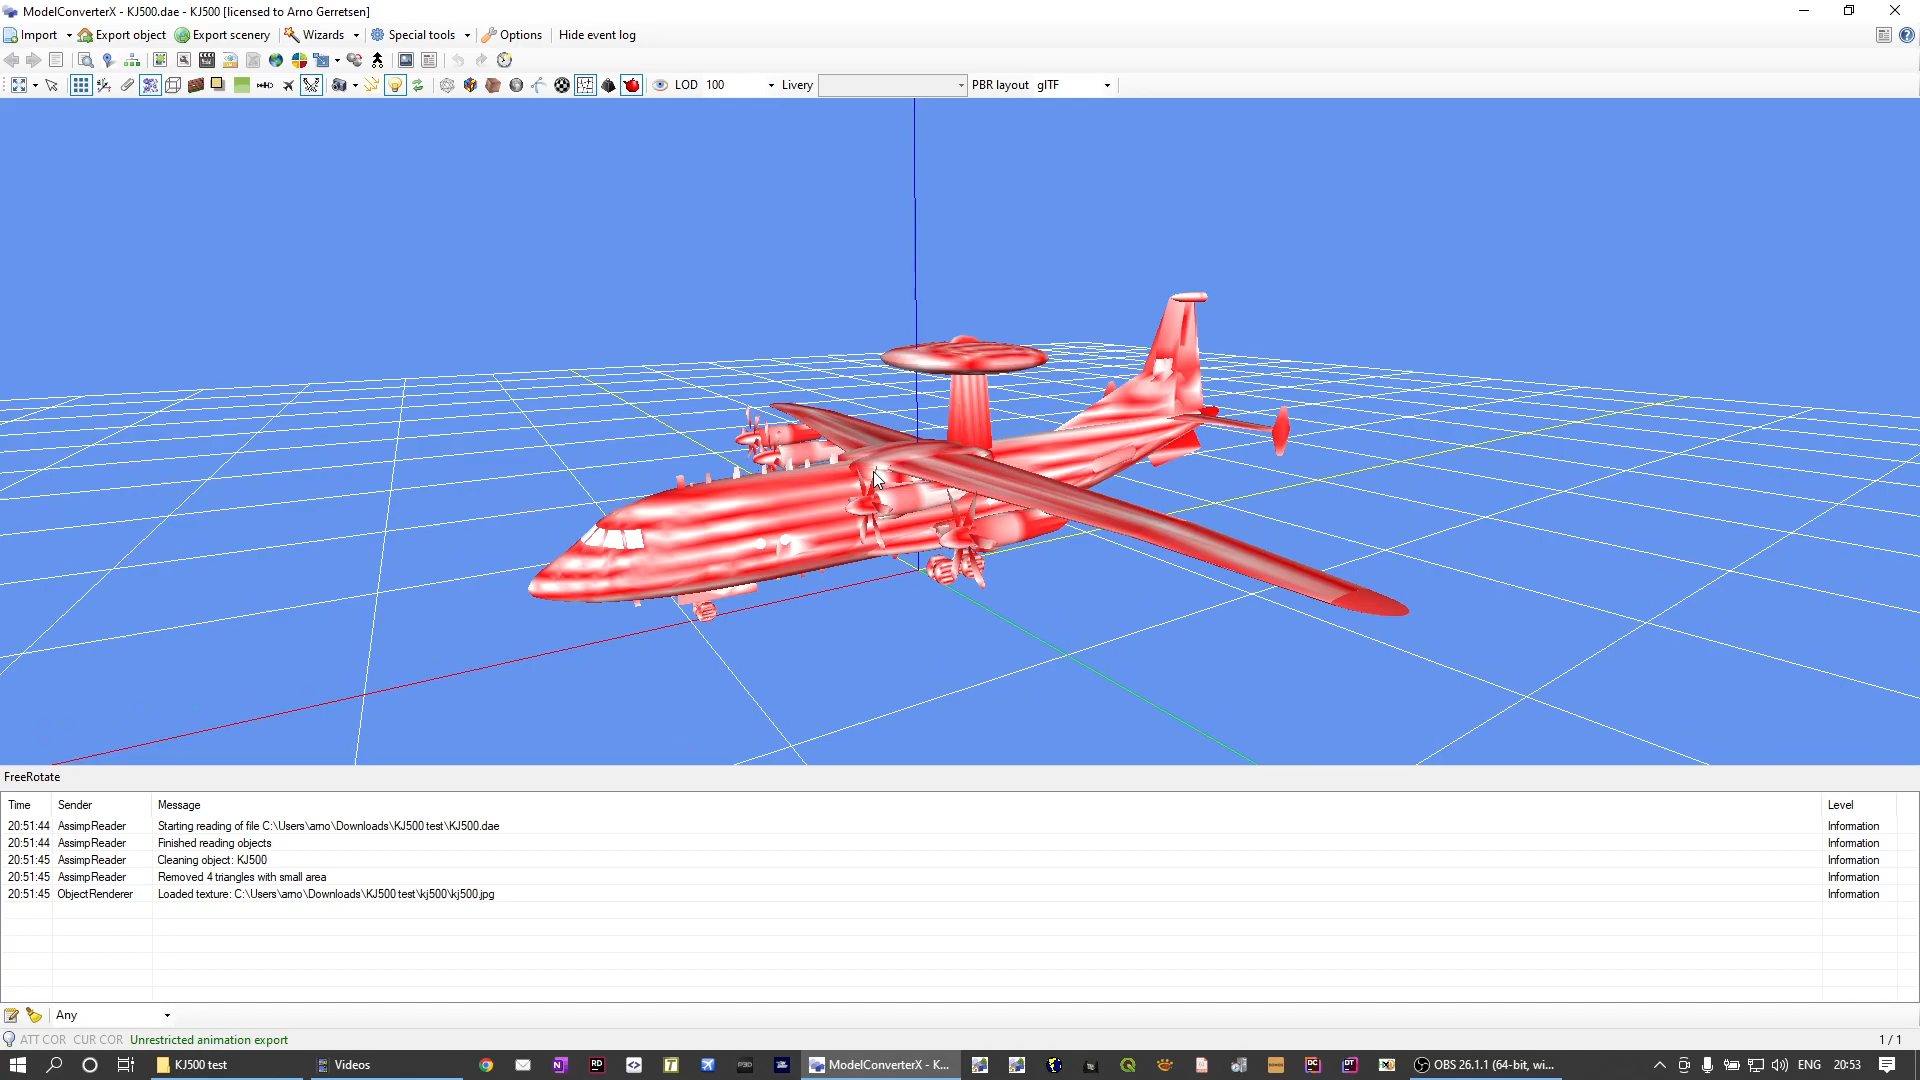 ModelConverterX - KJ500.dae - KJ500 [licensed to Arno Gerretsen]
Import Export object Export scenery Wizards Special tools Options Hide event log
LOD 100 Livery PBR layout glTF
FreeRotate
Time Sender Message Level
20:51:44 AssimpReader Starting reading of file C:\Users\arno\Downloads\KJ500 test\KJ500.dae Information
20:51:44 AssimpReader Finished reading objects Information
20:51:45 AssimpReader Cleaning object: KJ500 Information
20:51:45 AssimpReader Removed 4 triangles with small area Information
20:51:45 ObjectRenderer Loaded texture: C:\Users\arno\Downloads\KJ500 test\kj500\kj500.jpg Information
Any
ATT COR CUR COR Unrestricted animation export 1 / 1
KJ500 test Videos ModelConverterX - K... OBS 26.1.1 (64-bit, wi... ENG 20:53